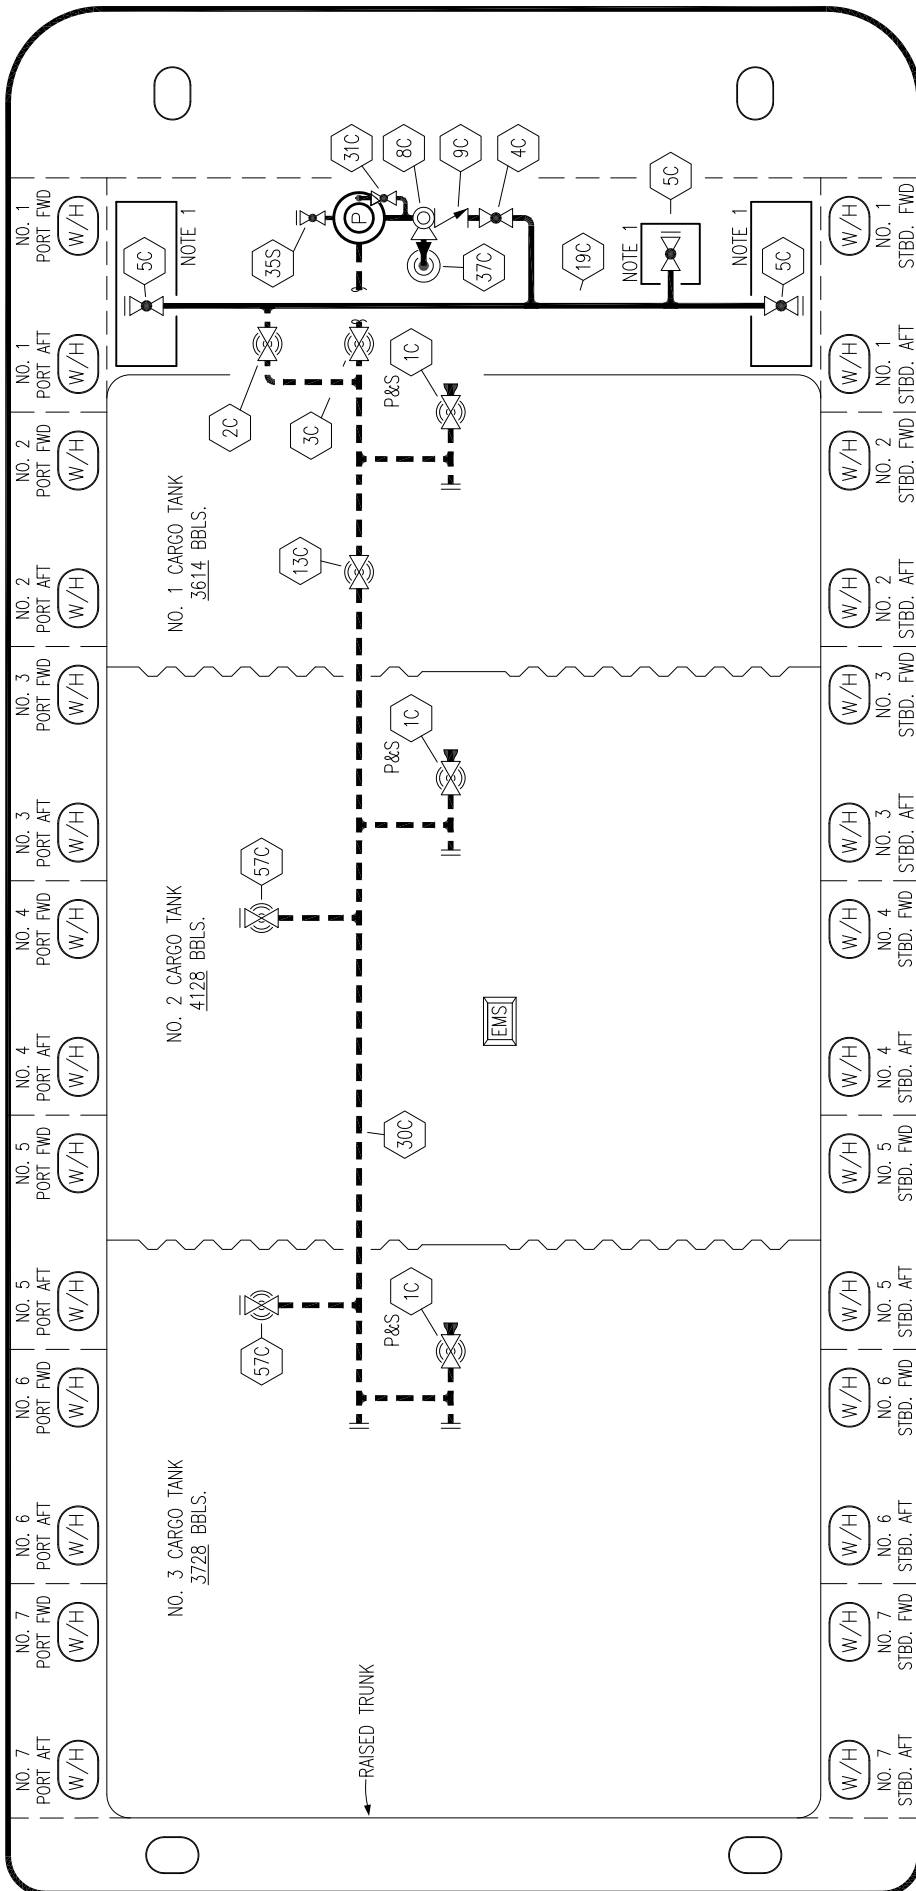 NO. 1
PORT FWD
W/H
NO. 1
PORT AFT
W/H
NO. 2
PORT FWD
W/H
NO. 2
PORT AFT
W/H
NO. 3
PORT FWD
W/H
NO. 3
PORT AFT
W/H
NO. 4
PORT FWD
W/H
NO. 4
PORT AFT
W/H
NO. 5
PORT FWD
W/H
NO. 5
PORT AFT
W/H
NO. 6
PORT FWD
W/H
NO. 6
PORT AFT
W/H
NO. 7
PORT FWD
W/H
NO. 7
PORT AFT
W/H
5C
NOTE 1
35S
31C
P
8C
9C
4C
37C
19C
NOTE 1
5C
NOTE 1
5C
2C
3C
P&S
1C
NO. 1 CARGO TANK
3614 BBLS.
13C
P&S
1C
57C
NO. 2 CARGO TANK
4128 BBLS.
EMS
30C
57C
P&S
1C
NO. 3 CARGO TANK
3728 BBLS.
RAISED TRUNK
W/H
NO. 1
STBD. FWD
W/H
NO. 1
STBD. AFT
W/H
NO. 2
STBD. FWD
W/H
NO. 2
STBD. AFT
W/H
NO. 3
STBD. FWD
W/H
NO. 3
STBD. AFT
W/H
NO. 4
STBD. FWD
W/H
NO. 4
STBD. AFT
W/H
NO. 5
STBD. FWD
W/H
NO. 5
STBD. AFT
W/H
NO. 6
STBD. FWD
W/H
NO. 6
STBD. AFT
W/H
NO. 7
STBD. FWD
W/H
NO. 7
STBD. AFT